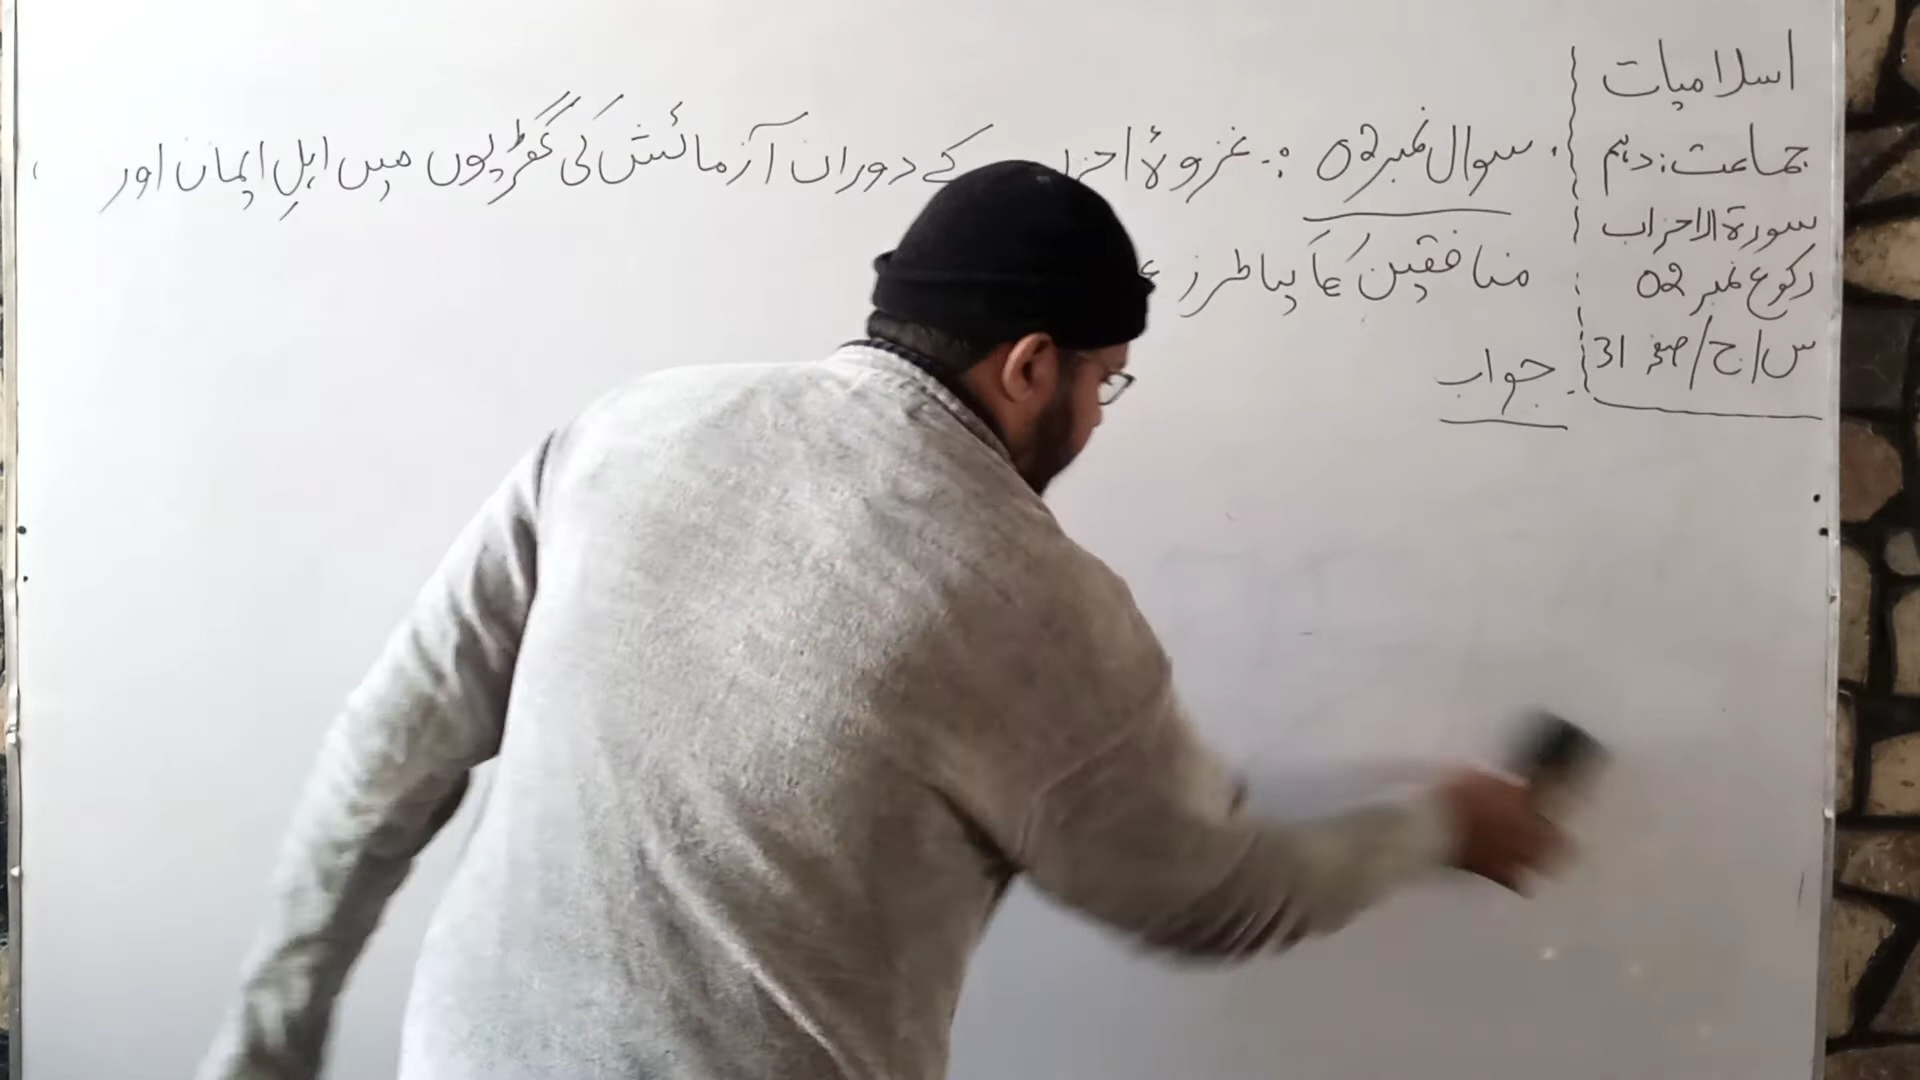 اسلامیات
جماعت: دہم
سورۃ الاحزاب
رکوع نمبر 02
س/ج/صفحہ 31
سوال نمبر 02 :۔ غزوۂ کے دوران آزمائش کی گھڑیوں میں اہلِ ایمان اور
منافقین کا کیا طرز
جواب